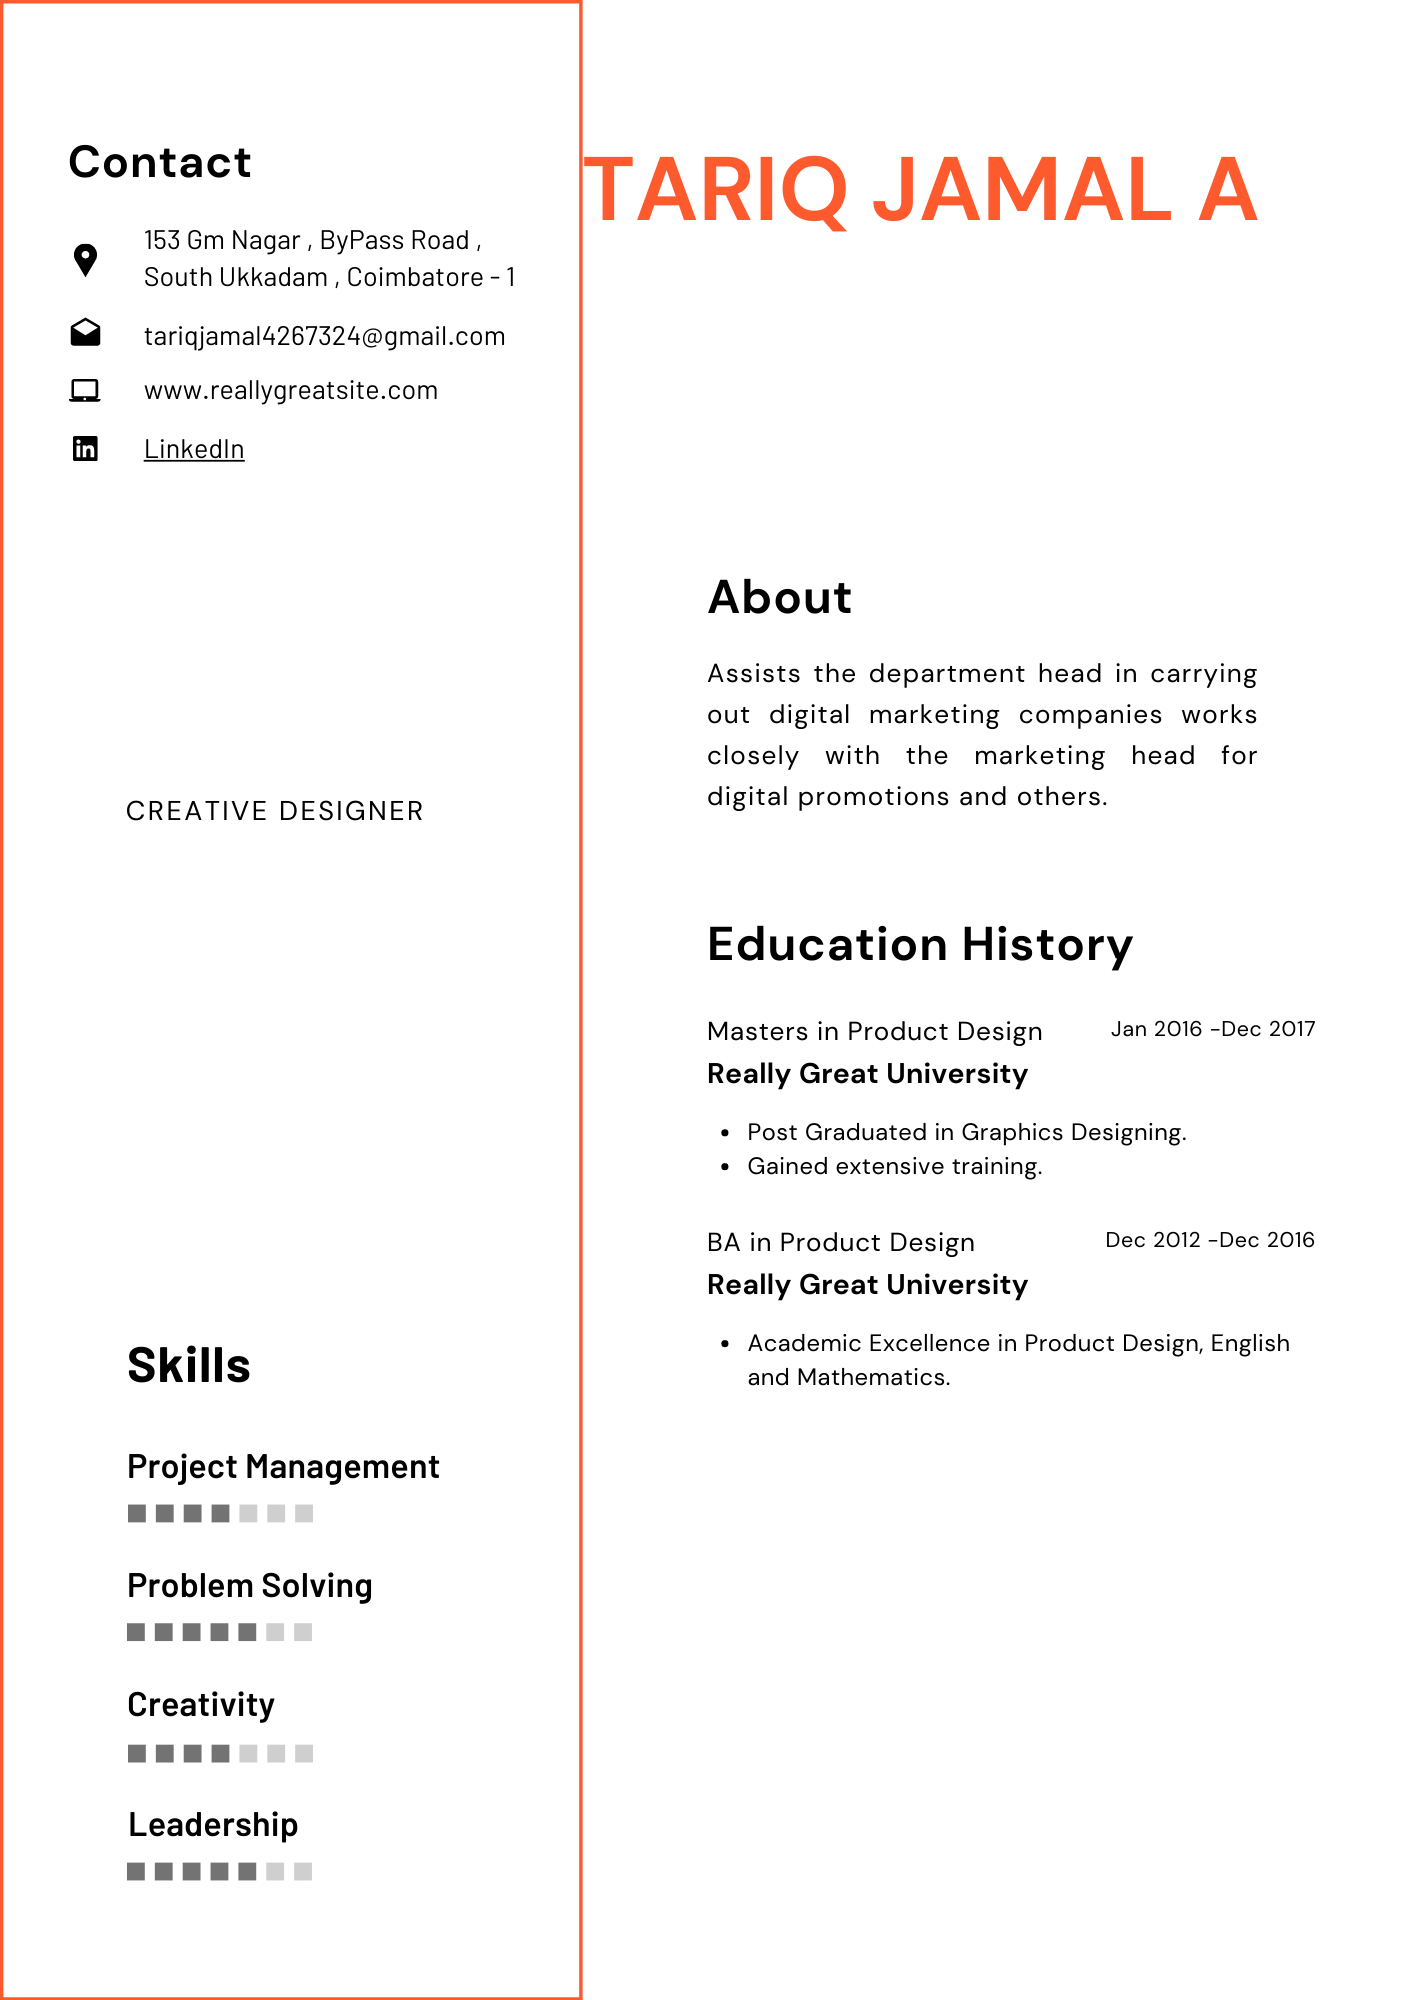 Contact
153 Gm Nagar , ByPass Road ,
South Ukkadam , Coimbatore - 1
tariqjamal4267324@gmail.com
www.reallygreatsite.com
LinkedIn
CREATIVE DESIGNER
Skills
Project Management
Problem Solving
Creativity
Leadership
TARIQ JAMAL A
About
Assists the department head in carrying
out digital marketing companies works
closely with the marketing head for
digital promotions and others.
Education History
Masters in Product Design
Jan 2016 -Dec 2017
Really Great University
• Post Graduated in Graphics Designing.
• Gained extensive training.
BA in Product Design
Dec 2012 -Dec 2016
Really Great University
• Academic Excellence in Product Design, English
and Mathematics.